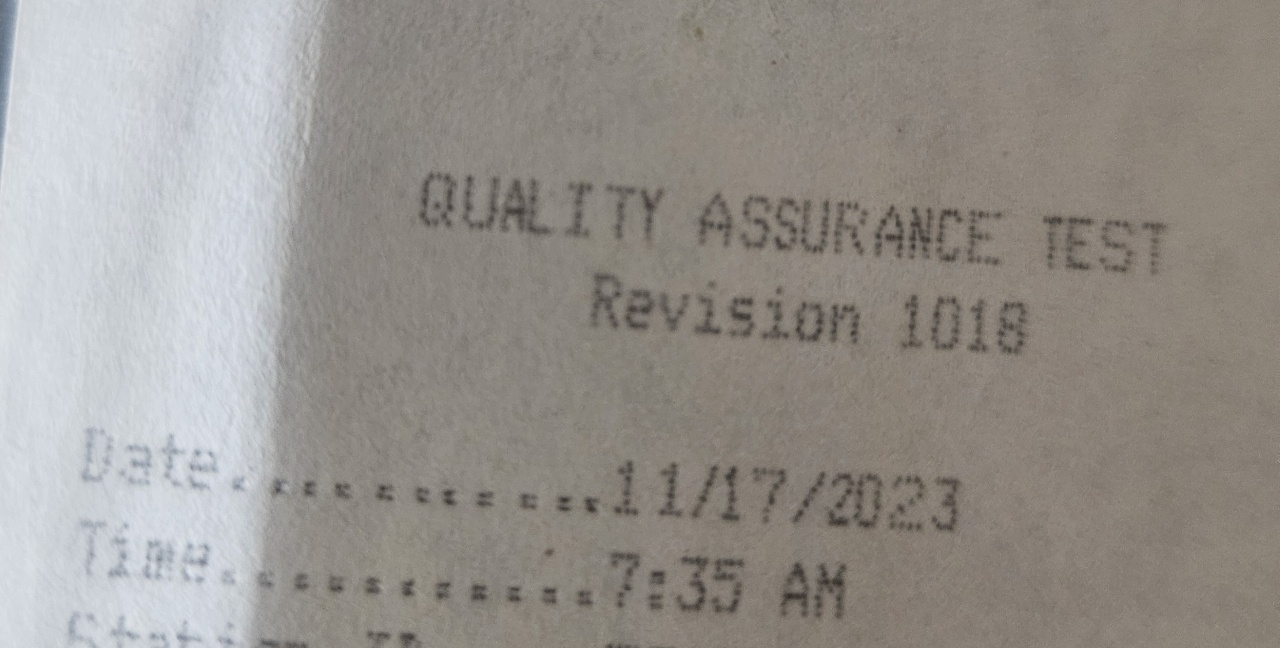 QUALITY ASSURANCE TEST
Revision 1018
Date............11/17/2023
Time............7:35 AM